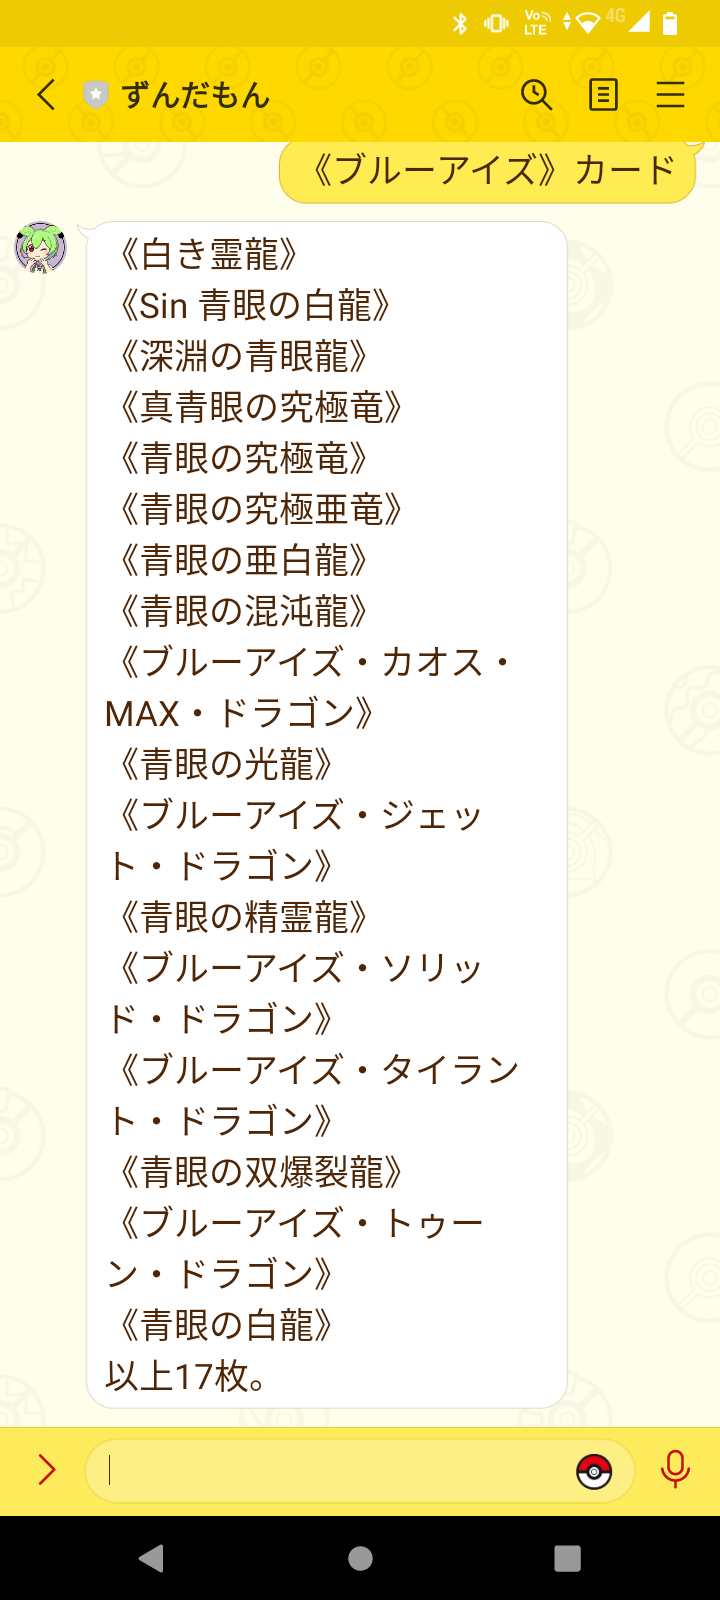 Vo LTE 4G
ずんだもん
《ブルーアイズ》カード
《白き霊龍》
《Sin 青眼の白龍》
《深淵の青眼龍》
《真青眼の究極竜》
《青眼の究極竜》
《青眼の究極亜竜》
《青眼の亜白龍》
《青眼の混沌龍》
《ブルーアイズ・カオス・
MAX・ドラゴン》
《青眼の光龍》
《ブルーアイズ・ジェッ
ト・ドラゴン》
《青眼の精霊龍》
《ブルーアイズ・ソリッ
ド・ドラゴン》
《ブルーアイズ・タイラン
ト・ドラゴン》
《青眼の双爆裂龍》
《ブルーアイズ・トゥー
ン・ドラゴン》
《青眼の白龍》
以上17枚。